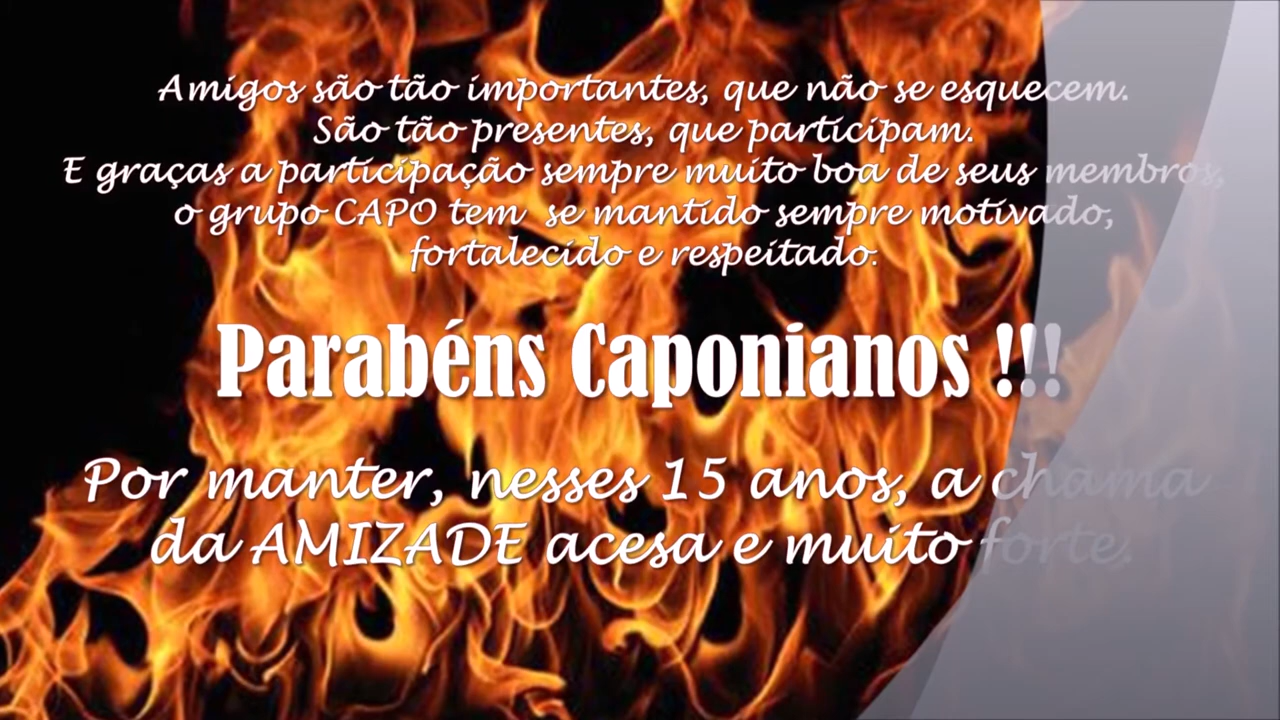 Amigos são tão importantes, que não se esquecem.
São tão presentes, que participam.
E graças a participação sempre muito boa de seus membros,
o grupo CAPO tem se mantido sempre motivado,
fortalecido e respeitado.
Parabéns Caponianos !!!
Por manter, nesses 15 anos, a chama
da AMIZADE acesa e muito forte.